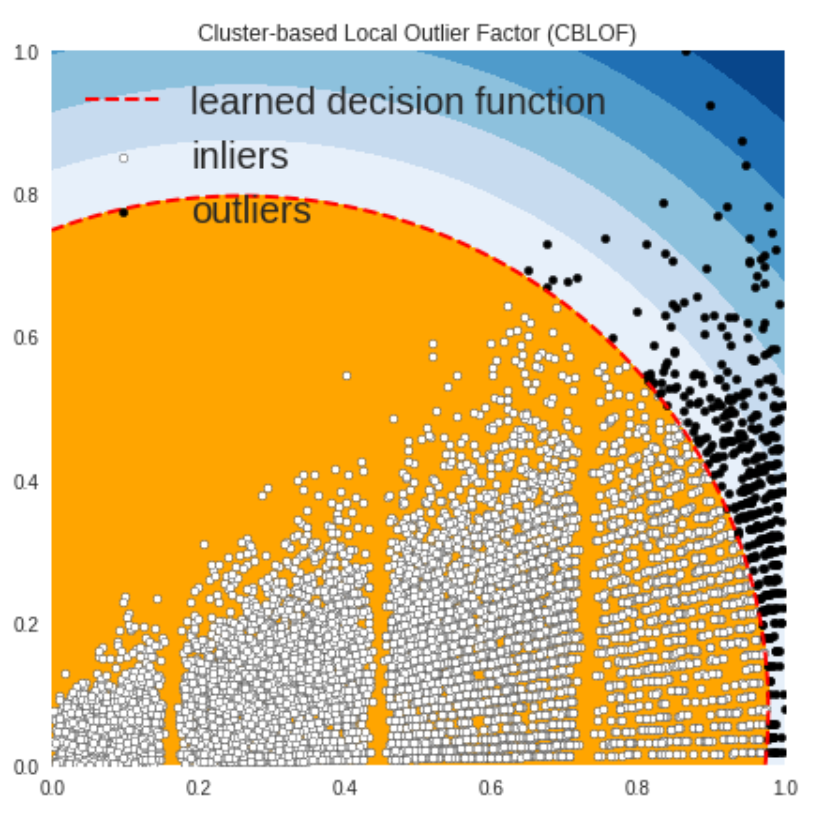 Cluster-based Local Outlier Factor (CBLOF)
1.0
learned decision function
inliers
0.8
outliers
0.6
0.4
0.2
0.0
0.0 0.2 0.4 0.6 0.8 1.0